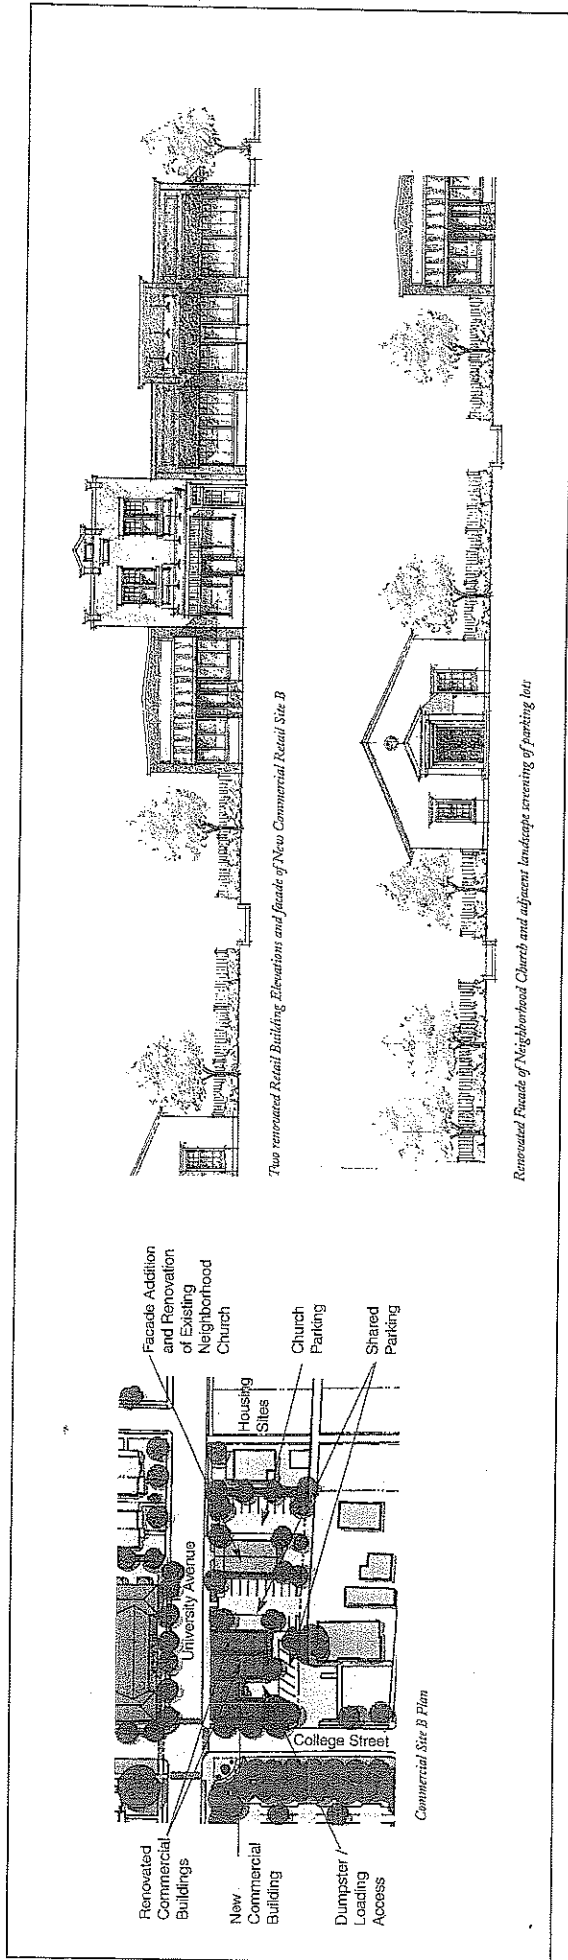 Renovated
Commercial
Buildings
New
Commercial
Building
Dumpster /
Loading
Access
University Avenue
College Street
Housing
Sites
Facade Addition
and Renovation
of Existing
Neighborhood
Church
Church
Parking
Shared
Parking
Commercial Site B Plan
Two renovated Retail Building Elevations and facade of New Commercial Retail Site B
Renovated Facade of Neighborhood Church and adjacent landscape screening of parking lots